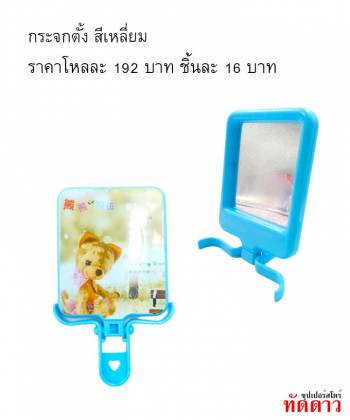 กระจกตั้ง สีเหลี่ยม
ราคาโหลละ 192 บาท ชิ้นละ 16 บาท
ซุปเปอร์สโตร์
ทัดดาว